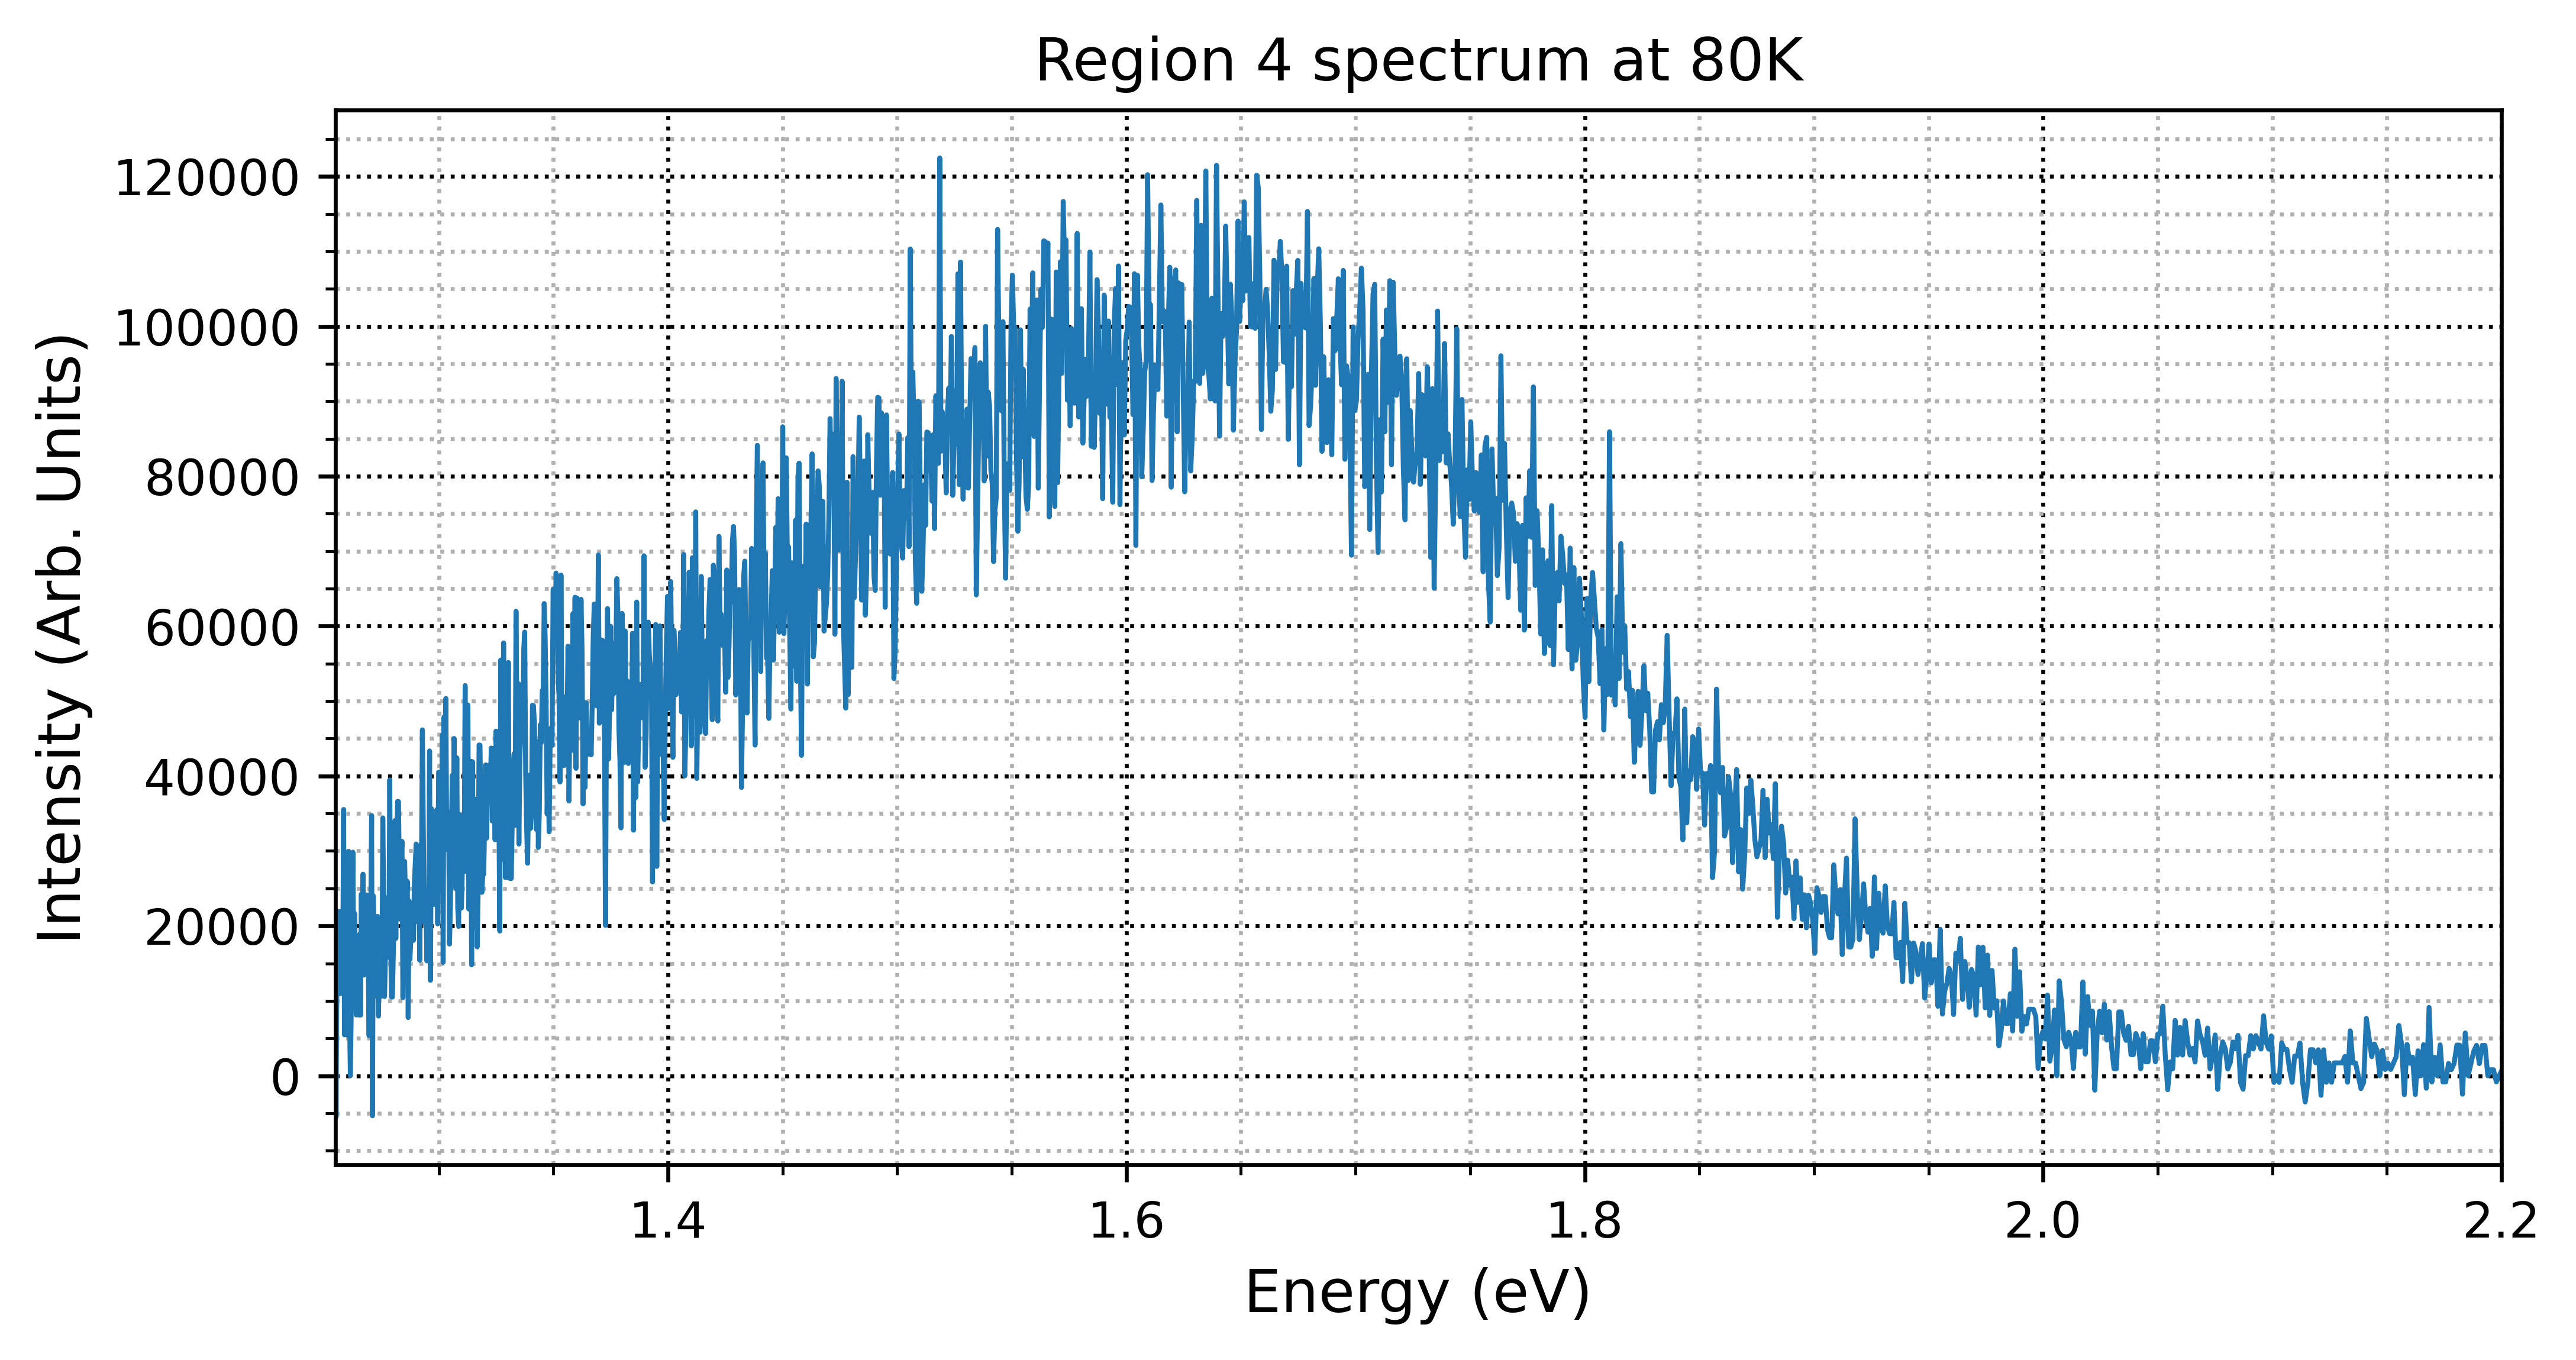 Region 4 spectrum at 80K
120000
100000
80000
60000
40000
20000
0
Intensity (Arb. Units)
1.4 1.6 1.8 2.0 2.2
Energy (eV)